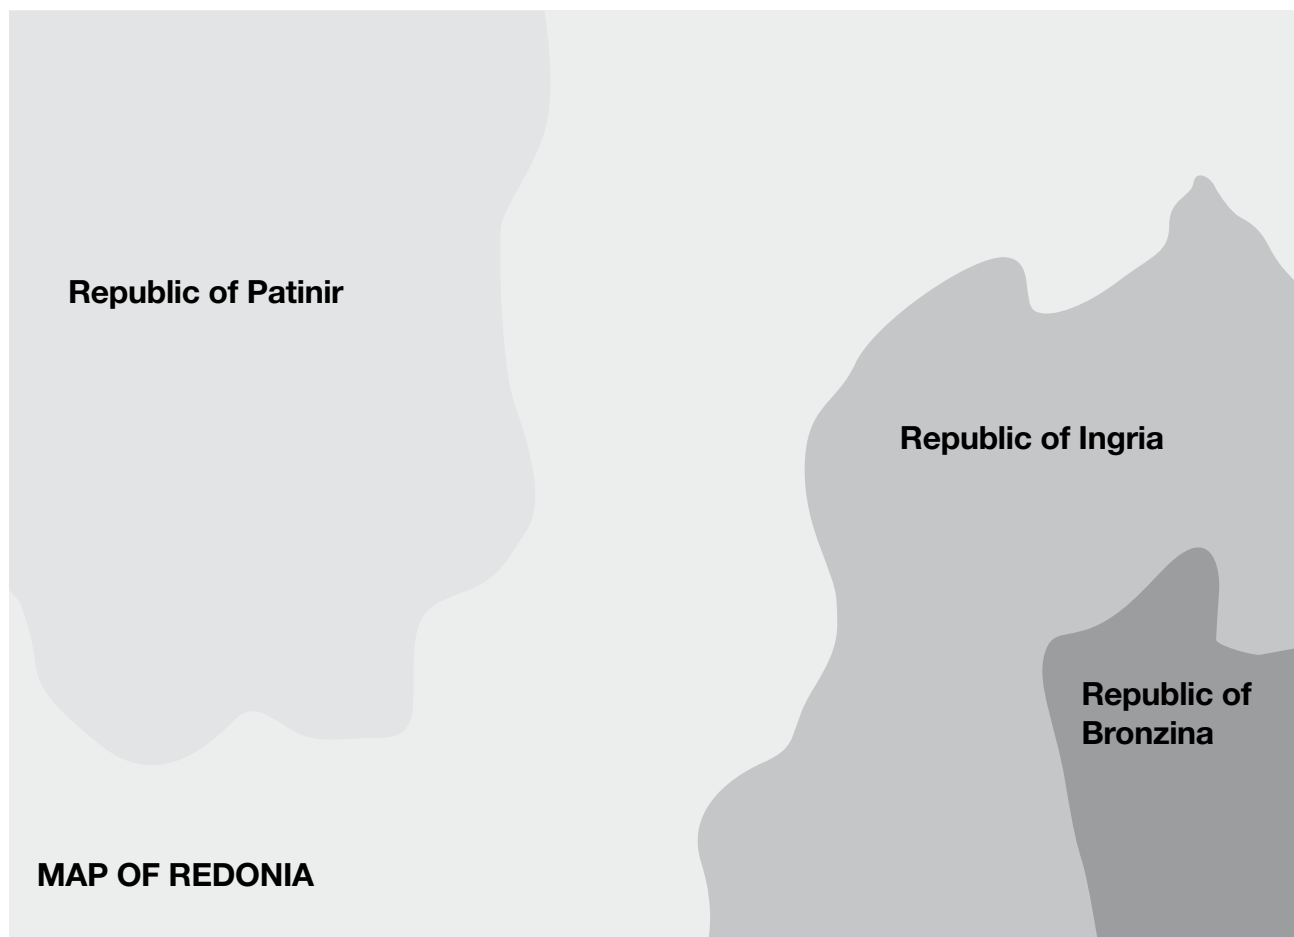 Republic of Patinir
Republic of Ingria
Republic of
Bronzina
MAP OF REDONIA